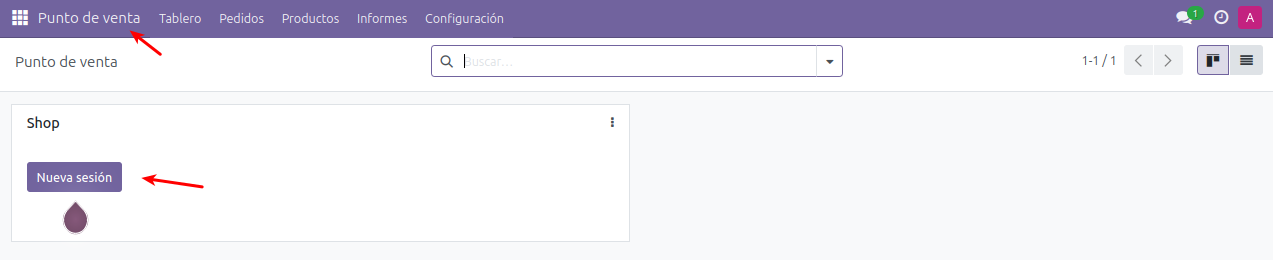 Punto de venta Tablero Pedidos Productos Informes Configuración 1 A
Punto de venta Buscar... 1-1 / 1
Shop
Nueva sesión